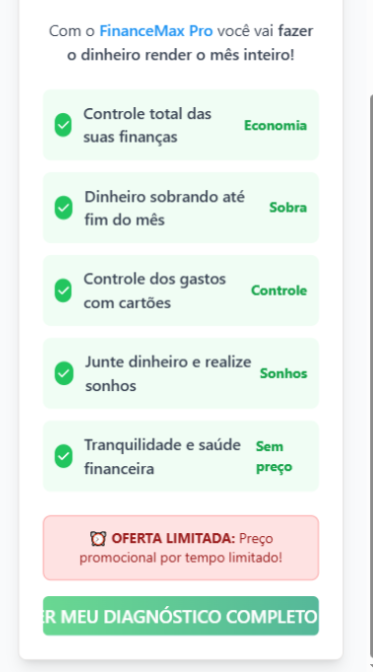 Com o FinanceMax Pro você vai fazer
o dinheiro render o mês inteiro!
Controle total das
suas finanças
Economia
Dinheiro sobrando até
fim do mês
Sobra
Controle dos gastos
com cartões
Controle
Junte dinheiro e realize
sonhos
Sonhos
Tranquilidade e saúde
financeira
Sem
preço
⏰ OFERTA LIMITADA: Preço
promocional por tempo limitado!
ER MEU DIAGNÓSTICO COMPLETO